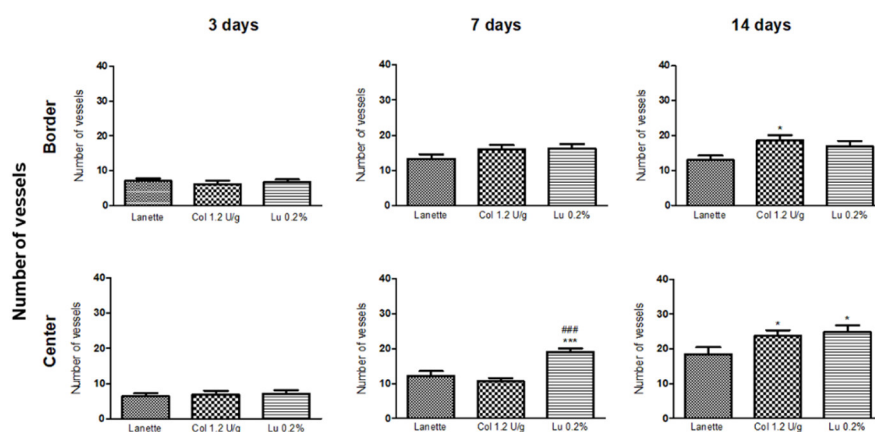 3 days
7 days
14 days
Number of vessels
Border
Number of vessels
40
30
20
10
0
Lanette Col 1.2 U/g Lu 0.2%
Number of vessels
40
30
20
10
0
Lanette Col 1.2 U/g Lu 0.2%
Number of vessels
40
30
20
10
0
*
Lanette Col 1.2 U/g Lu 0.2%
Center
Number of vessels
40
30
20
10
0
Lanette Col 1.2 U/g Lu 0.2%
Number of vessels
40
30
20
10
0
###
***
Lanette Col 1.2 U/g Lu 0.2%
Number of vessels
40
30
20
10
0
* *
Lanette Col 1.2 U/g Lu 0.2%